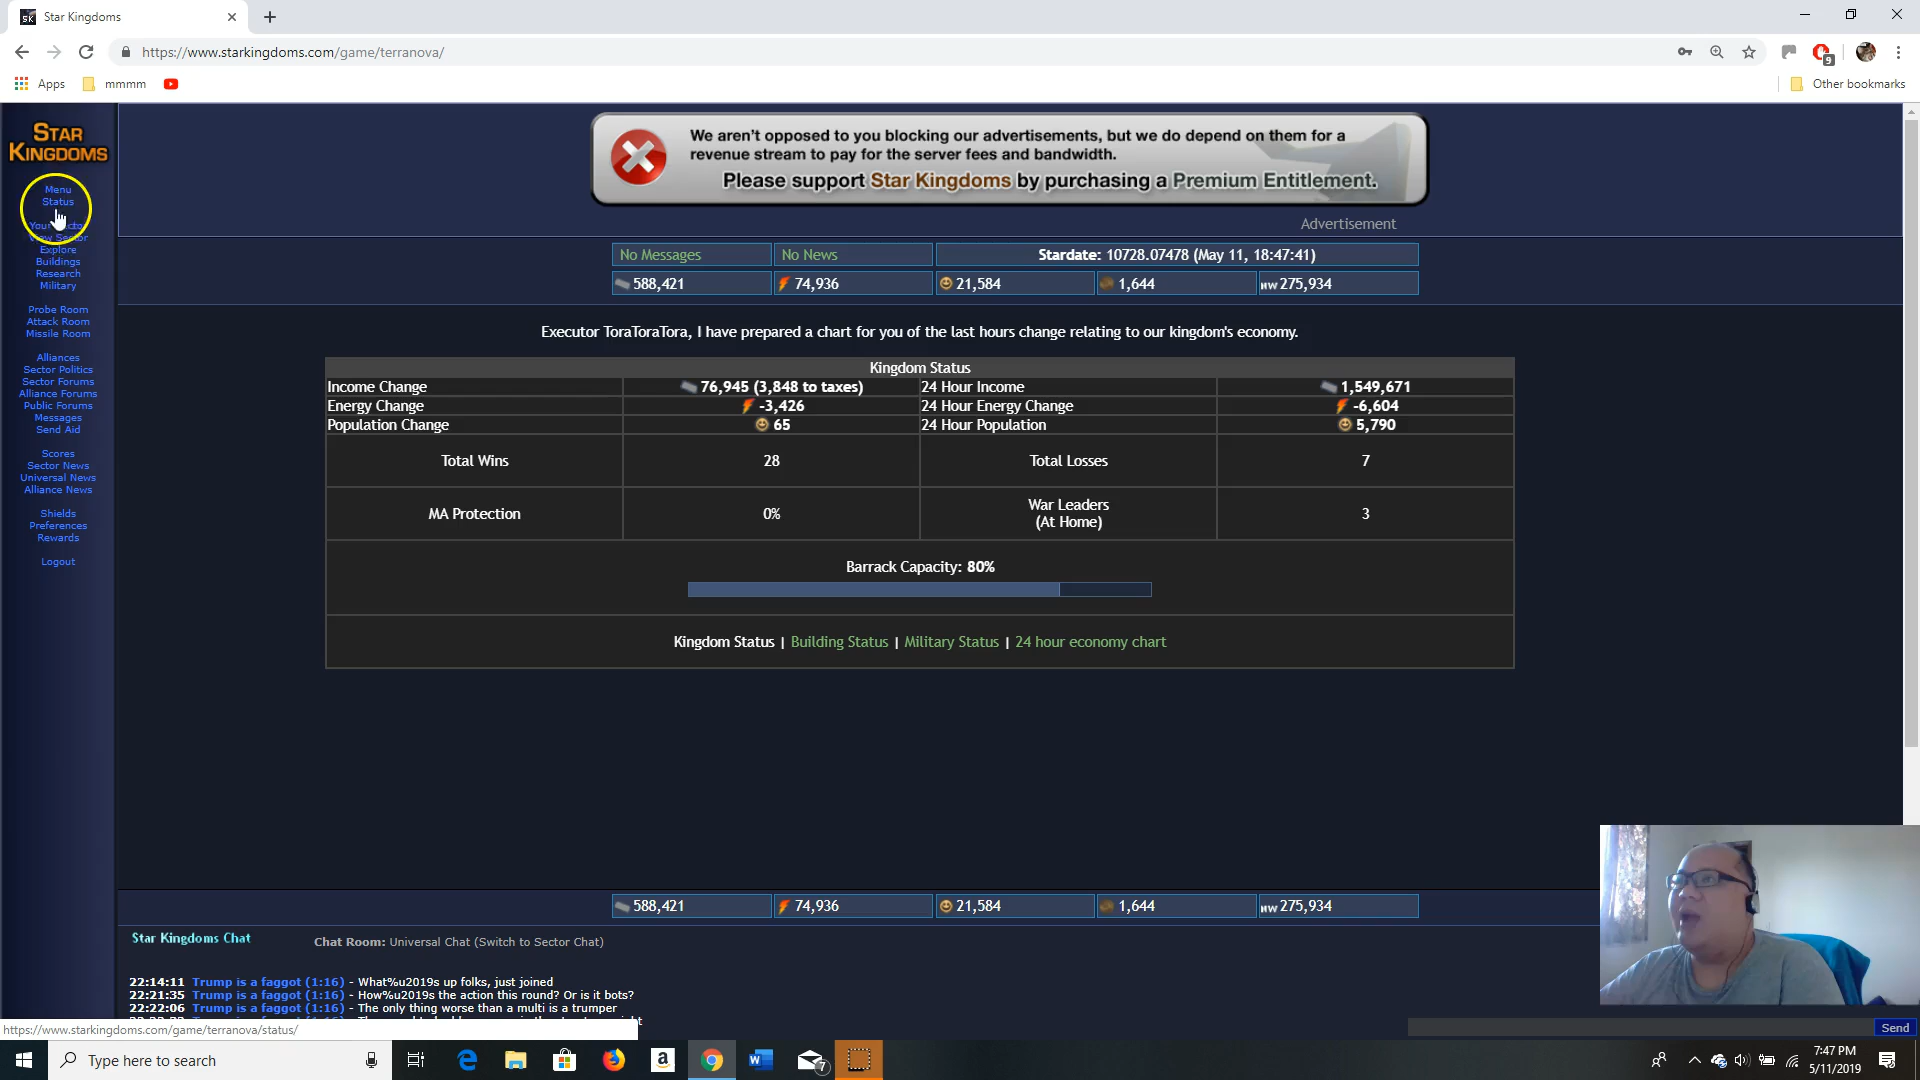 Star Kingdoms
https://www.starkingdoms.com/game/terranova/
9
Apps
mmmm
Other bookmarks
STAR
KINGDOMS
Menu
Status
View Sector
Explore
Buildings
Research
Military
Probe Room
Attack Room
Missile Room
Alliances
Sector Politics
Sector Forums
Alliance Forums
Public Forums
Messages
Send Aid
Scores
Sector News
Universal News
Alliance News
Shields
Preferences
Rewards
Logout
We aren't opposed to you blocking our advertisements, but we do depend on them for a
revenue stream to pay for the server fees and bandwidth.
Please support Star Kingdoms by purchasing a Premium Entitlement.
Advertisement
No Messages No News Stardate: 10728.07478 (May 11, 18:47:41)
588,421 74,936 21,584 1,644 NW 275,934
Executor ToraToraTora, I have prepared a chart for you of the last hours change relating to our kingdom's economy.
Kingdom Status
Income Change 76,945 (3,848 to taxes) 24 Hour Income 1,549,671
Energy Change -3,426 24 Hour Energy Change -6,604
Population Change 65 24 Hour Population 5,790
Total Wins 28 Total Losses 7
MA Protection 0% War Leaders
(At Home) 3
Barrack Capacity: 80%
Kingdom Status | Building Status | Military Status | 24 hour economy chart
588,421 74,936 21,584 1,644 NW 275,934
Star Kingdoms Chat Chat Room: Universal Chat (Switch to Sector Chat)
22:14:11 Trump is a faggot (1:16) - What%u2019s up folks, just joined
22:21:35 Trump is a faggot (1:16) - How%u2019s the action this round? Or is it bots?
22:22:06 Trump is a faggot (1:16) - The only thing worse than a multi is a trumper
https://www.starkingdoms.com/game/terranova/status/
Send
Type here to search
7
7:47 PM
5/11/2019